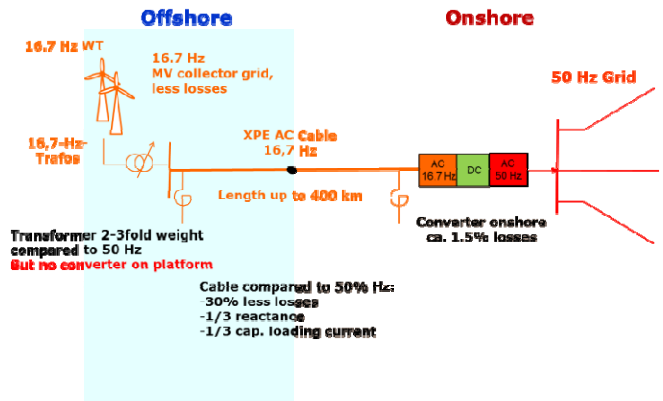 Offshore
Onshore
16.7 Hz WT
16.7 Hz
MV collector grid,
less losses
50 Hz Grid
16,7-Hz-
Trafos
XPE AC Cable
16,7 Hz
AC
16.7 Hz
DC
AC
50 Hz
Length up to 400 km
Converter onshore
ca. 1.5% losses
Transformer 2-3fold weight
compared to 50 Hz
But no converter on platform
Cable compared to 50% Hz:
-30% less losses
-1/3 reactance
-1/3 cap. loading current